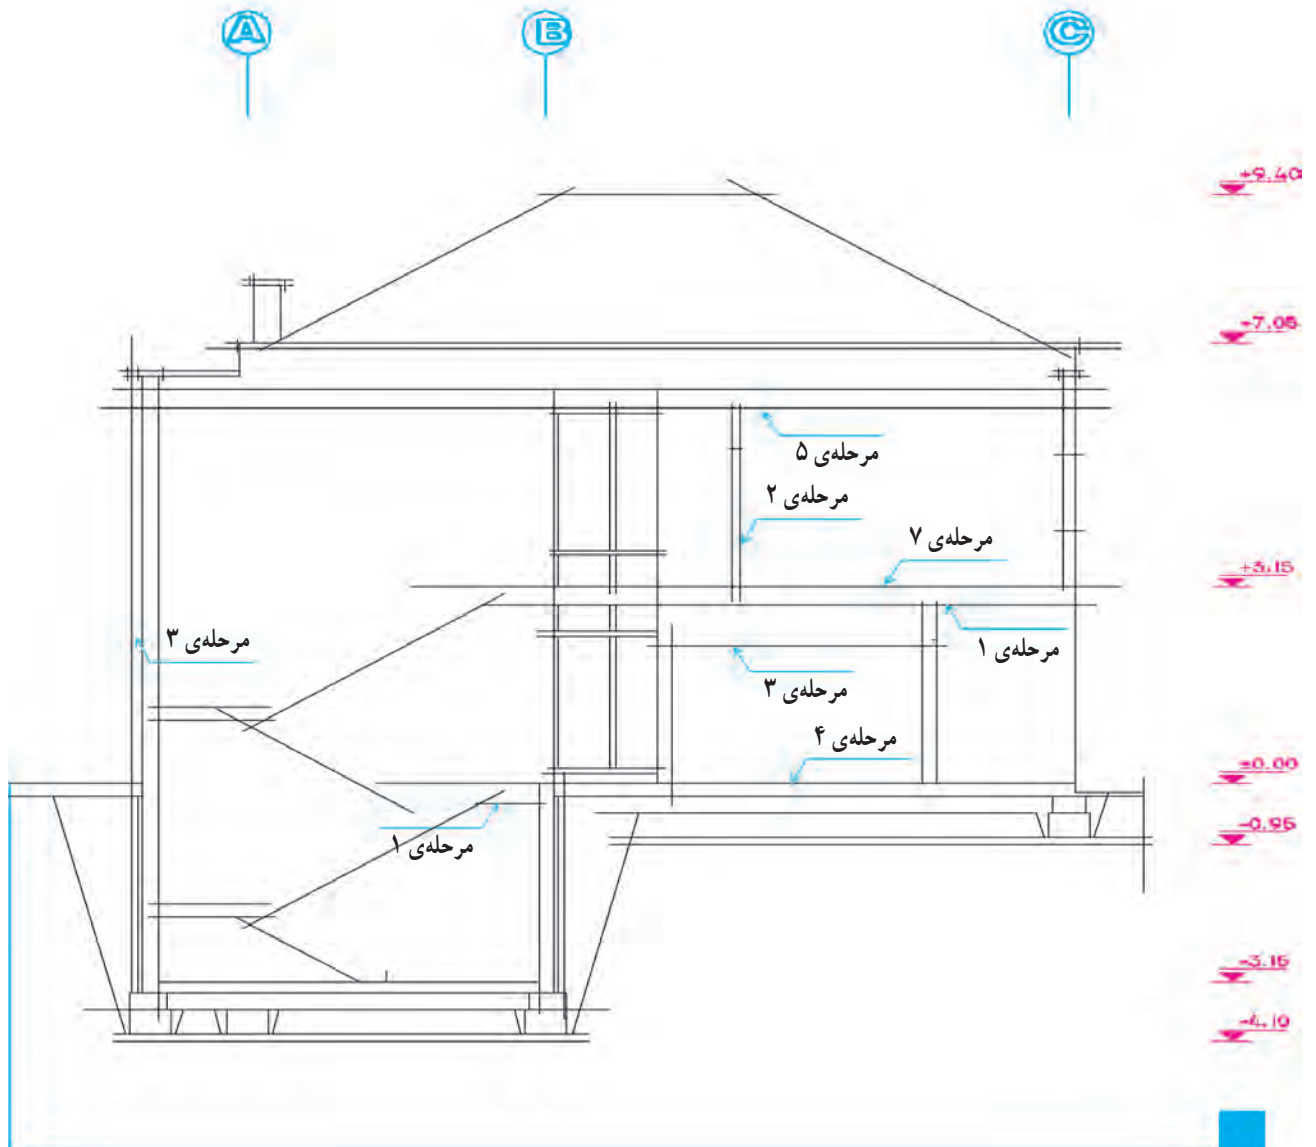 A B C
+9.40
+7.05
مرحله‌ی ۵
مرحله‌ی ۲
مرحله‌ی ۷
+3.15
مرحله‌ی ۳
مرحله‌ی ۱
مرحله‌ی ۳
مرحله‌ی ۴
±0.00
-0.95
مرحله‌ی ۱
-3.15
-4.10